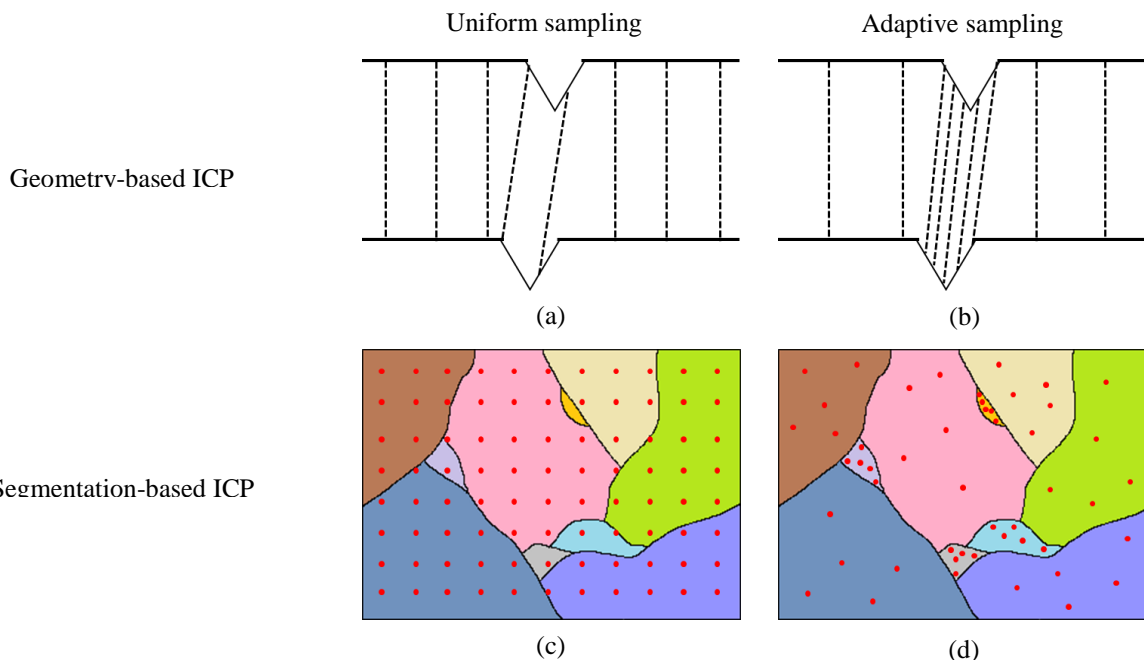 Uniform sampling
Adaptive sampling
Geometry-based ICP
(a)
(b)
Segmentation-based ICP
(c)
(d)